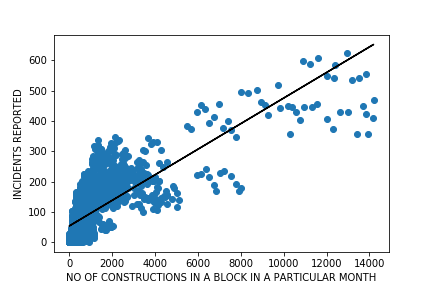 600
500
400
300
200
100
0
INCIDENTS REPORTED
0 2000 4000 6000 8000 10000 12000 14000
NO OF CONSTRUCTIONS IN A BLOCK IN A PARTICULAR MONTH